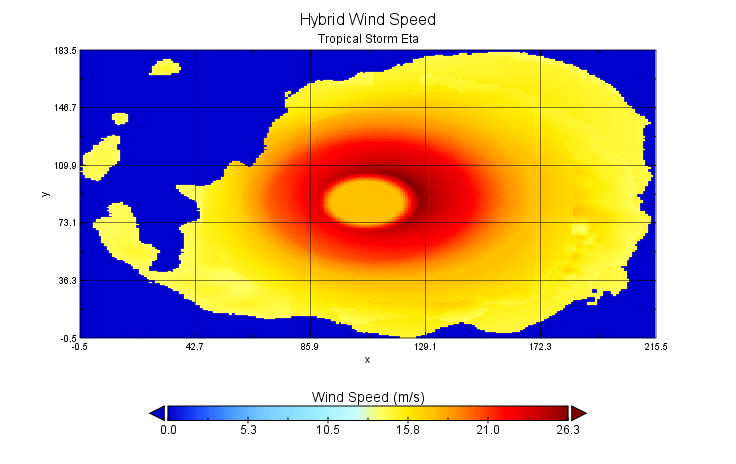 Hybrid Wind Speed
Tropical Storm Eta
183.5
146.7
109.9
y
73.1
36.3
-0.5
-0.5 42.7 85.9 129.1 172.3 215.5
x
Wind Speed (m/s)
0.0 5.3 10.5 15.8 21.0 26.3